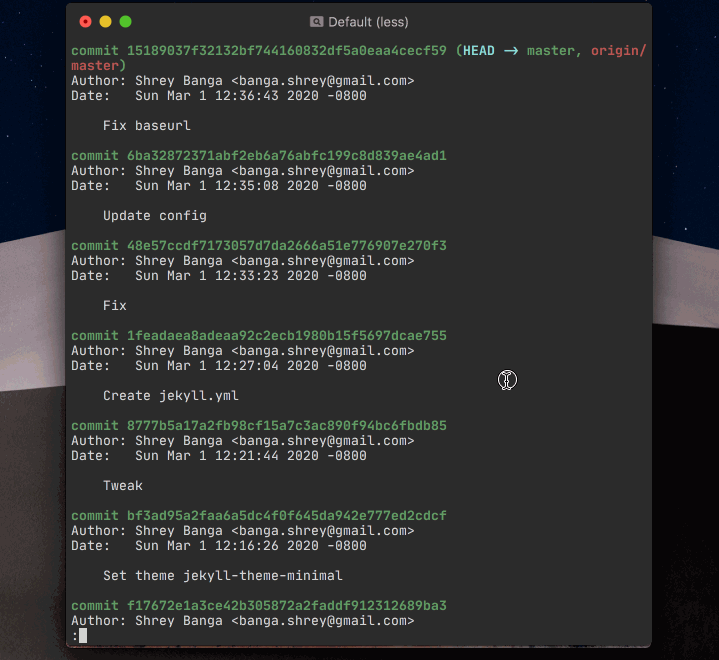 Default (less)
commit 15189037f32132bf744160832df5a0eaa4cecf59 (HEAD -> master, origin/
master)
Author: Shrey Banga <banga.shrey@gmail.com>
Date:   Sun Mar 1 12:36:43 2020 -0800
    Fix baseurl
commit 6ba32872371abf2eb6a76abfc199c8d839ae4ad1
Author: Shrey Banga <banga.shrey@gmail.com>
Date:   Sun Mar 1 12:35:08 2020 -0800
    Update config
commit 48e57ccdf7173057d7da2666a51e776907e270f3
Author: Shrey Banga <banga.shrey@gmail.com>
Date:   Sun Mar 1 12:33:23 2020 -0800
    Fix
commit 1feadaea8adeaa92c2ecb1980b15f5697dcae755
Author: Shrey Banga <banga.shrey@gmail.com>
Date:   Sun Mar 1 12:27:04 2020 -0800
    Create jekyll.yml
commit 8777b5a17a2fb98cf15a7c3ac890f94bc6fbdb85
Author: Shrey Banga <banga.shrey@gmail.com>
Date:   Sun Mar 1 12:21:44 2020 -0800
    Tweak
commit bf3ad95a2faa6a5dc4f0f645da942e777ed2cdcf
Author: Shrey Banga <banga.shrey@gmail.com>
Date:   Sun Mar 1 12:16:26 2020 -0800
    Set theme jekyll-theme-minimal
commit f17672e1a3ce42b305872a2faddf912312689ba3
Author: Shrey Banga <banga.shrey@gmail.com>
: